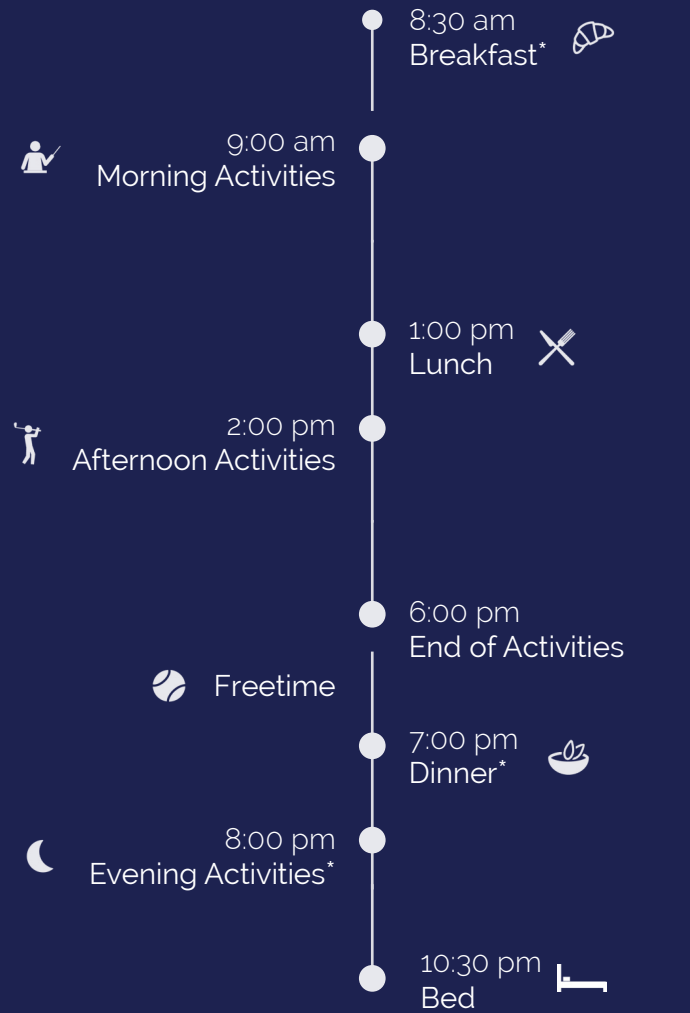 8:30 am
Breakfast*
9:00 am
Morning Activities
1:00 pm
Lunch
2:00 pm
Afternoon Activities
6:00 pm
End of Activities
Freetime
7:00 pm
Dinner*
8:00 pm
Evening Activities*
10:30 pm
Bed